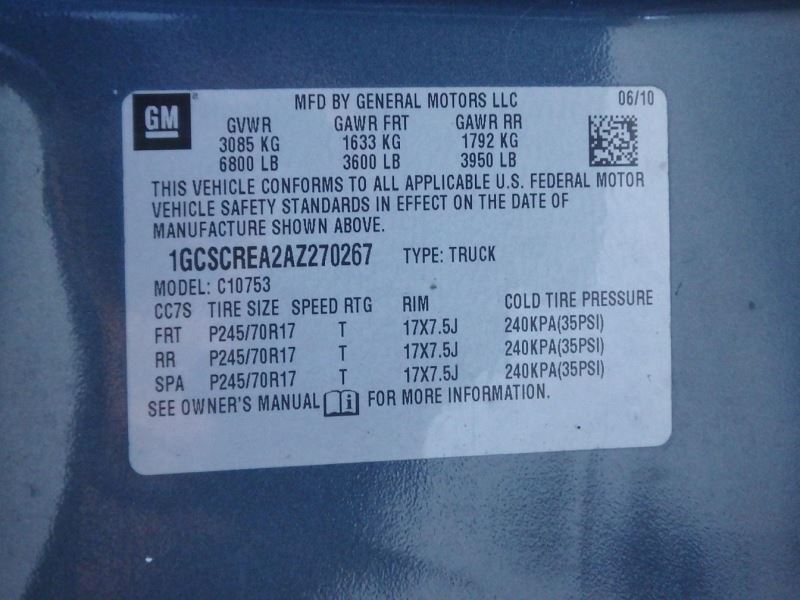 GM
MFD BY GENERAL MOTORS LLC 06/10
GVWR GAWR FRT GAWR RR
3085 KG 1633 KG 1792 KG
6800 LB 3600 LB 3950 LB
THIS VEHICLE CONFORMS TO ALL APPLICABLE U.S. FEDERAL MOTOR
VEHICLE SAFETY STANDARDS IN EFFECT ON THE DATE OF
MANUFACTURE SHOWN ABOVE.
1GCSCREA2AZ270267 TYPE: TRUCK
MODEL: C10753
CC7S TIRE SIZE SPEED RTG RIM COLD TIRE PRESSURE
FRT P245/70R17 T 17X7.5J 240KPA(35PSI)
RR P245/70R17 T 17X7.5J 240KPA(35PSI)
SPA P245/70R17 T 17X7.5J 240KPA(35PSI)
SEE OWNER'S MANUAL i FOR MORE INFORMATION.